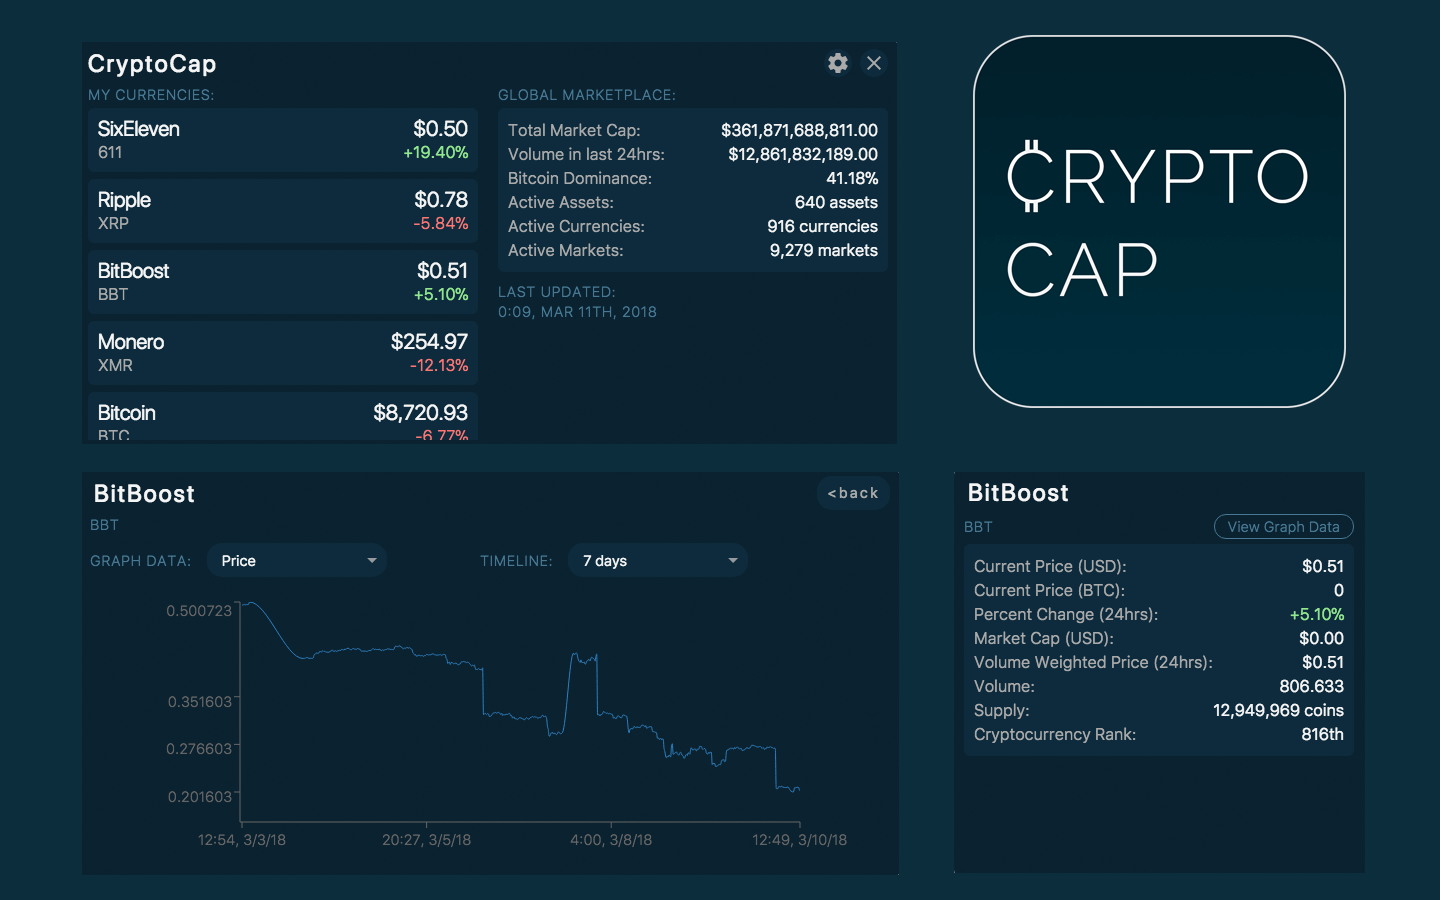 CryptoCap
MY CURRENCIES:
SixEleven $0.50
611 +19.40%
Ripple $0.78
XRP -5.84%
BitBoost $0.51
BBT +5.10%
Monero $254.97
XMR -12.13%
Bitcoin $8,720.93
BTC -6.77%
GLOBAL MARKETPLACE:
Total Market Cap: $361,871,688,811.00
Volume in last 24hrs: $12,861,832,189.00
Bitcoin Dominance: 41.18%
Active Assets: 640 assets
Active Currencies: 916 currencies
Active Markets: 9,279 markets
LAST UPDATED:
0:09, MAR 11TH, 2018
₵RYPTO
CAP
BitBoost
<back
BBT
GRAPH DATA: Price TIMELINE: 7 days
0.500723
0.351603
0.276603
0.201603
12:54, 3/3/18 20:27, 3/5/18 4:00, 3/8/18 12:49, 3/10/18
BitBoost
BBT View Graph Data
Current Price (USD): $0.51
Current Price (BTC): 0
Percent Change (24hrs): +5.10%
Market Cap (USD): $0.00
Volume Weighted Price (24hrs): $0.51
Volume: 806.633
Supply: 12,949,969 coins
Cryptocurrency Rank: 816th